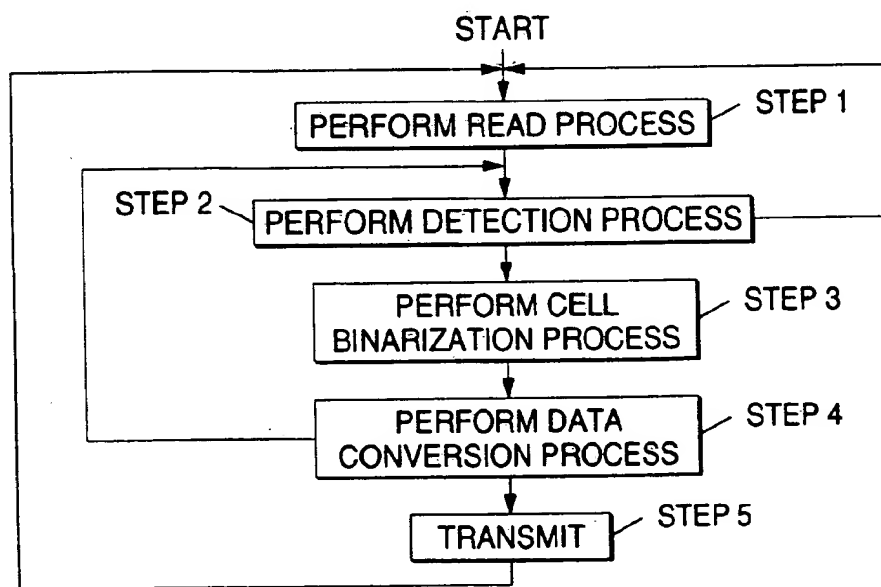 START
PERFORM READ PROCESS
STEP 1
STEP 2
PERFORM DETECTION PROCESS
PERFORM CELL
BINARIZATION PROCESS
STEP 3
PERFORM DATA
CONVERSION PROCESS
STEP 4
TRANSMIT
STEP 5